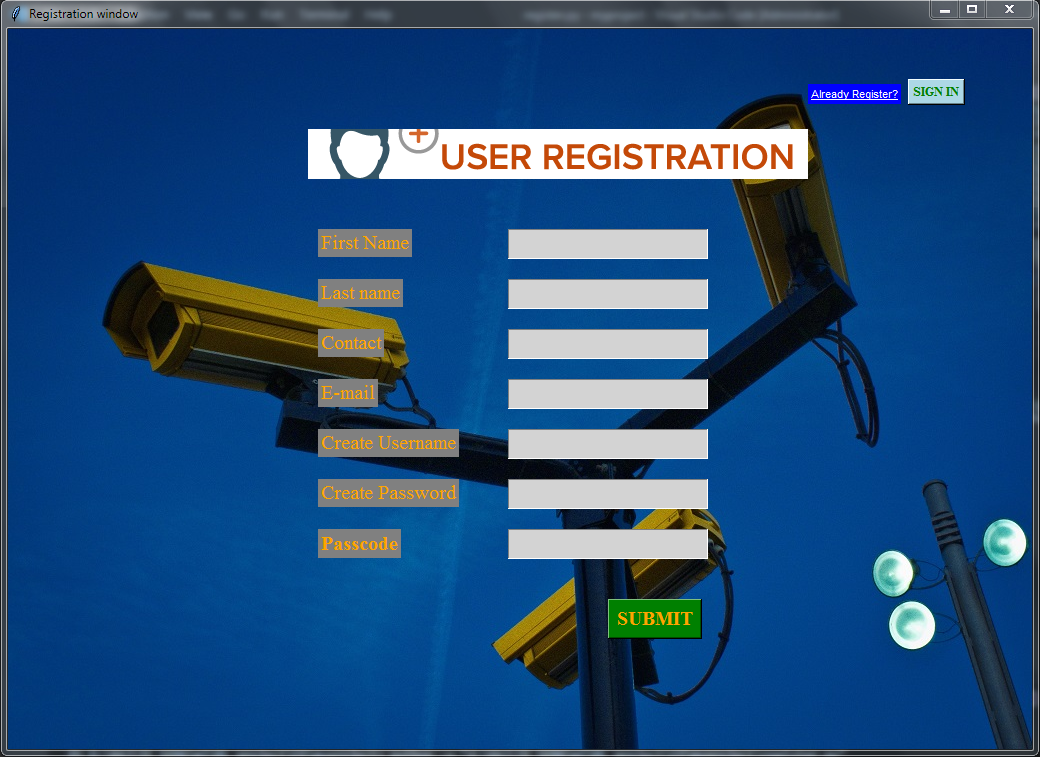 Registration window
Already Register? SIGN IN
USER REGISTRATION
First Name
Last name
Contact
E-mail
Create Username
Create Password
Passcode
SUBMIT